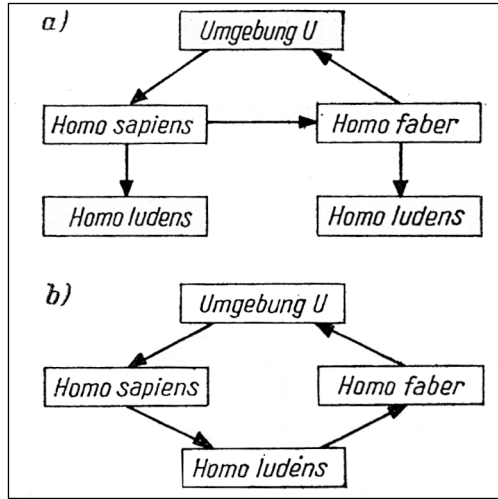 a)
Umgebung U
Homo sapiens
Homo faber
Homo ludens
Homo ludens
b)
Umgebung U
Homo sapiens
Homo faber
Homo ludens